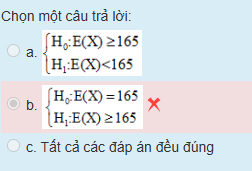 Chọn một câu trả lời:
a. {H₀:E(X) ≥165
H₁:E(X)<165
b. {H₀:E(X) =165
H₁:E(X) ≥165
c. Tất cả các đáp án đều đúng